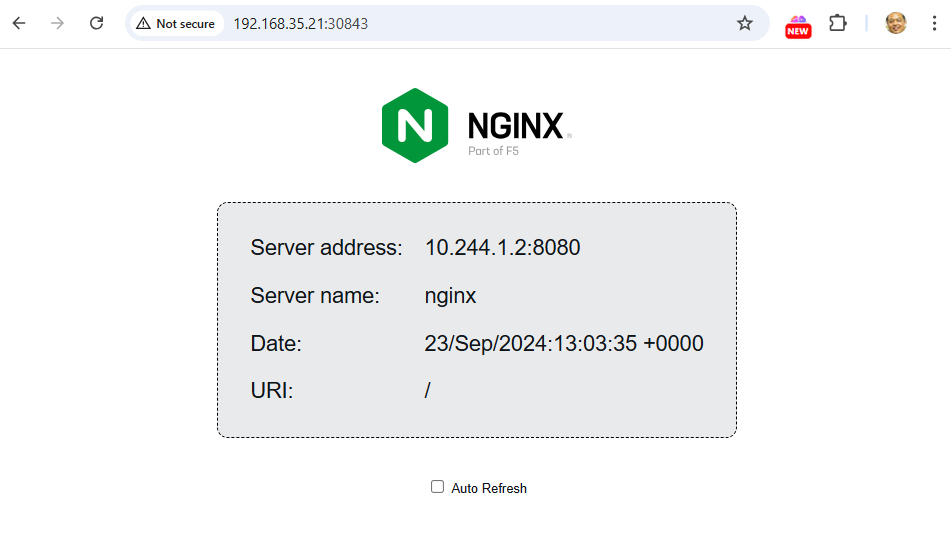 Not secure 192.168.35.21:30843
NEW
N NGINX
Part of F5
Server address: 10.244.1.2:8080
Server name: nginx
Date: 23/Sep/2024:13:03:35 +0000
URI: /
Auto Refresh